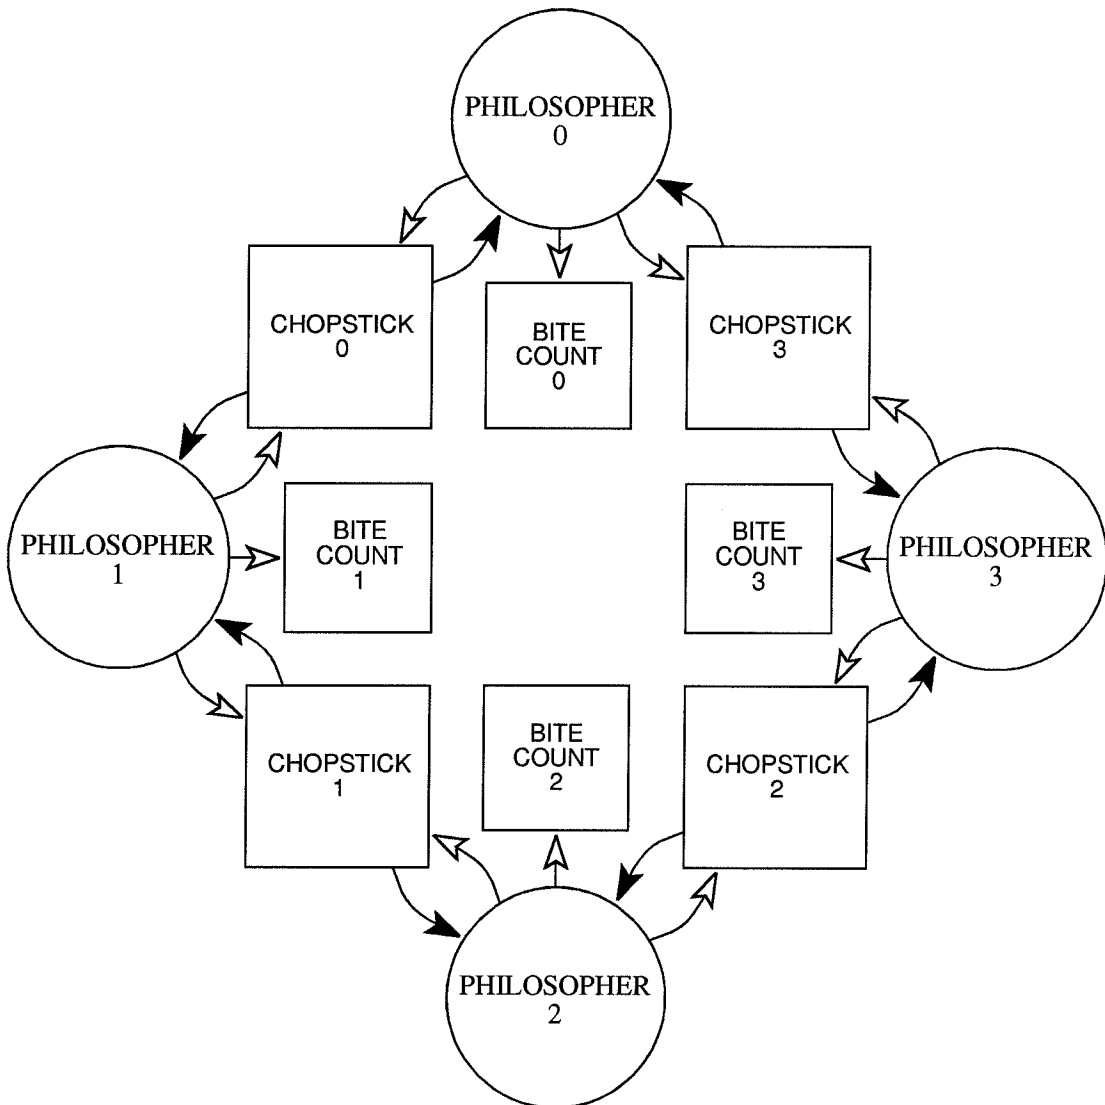 PHILOSOPHER
0
CHOPSTICK
0
BITE
COUNT
0
CHOPSTICK
3
PHILOSOPHER
1
BITE
COUNT
1
BITE
COUNT
3
PHILOSOPHER
3
CHOPSTICK
1
BITE
COUNT
2
CHOPSTICK
2
PHILOSOPHER
2